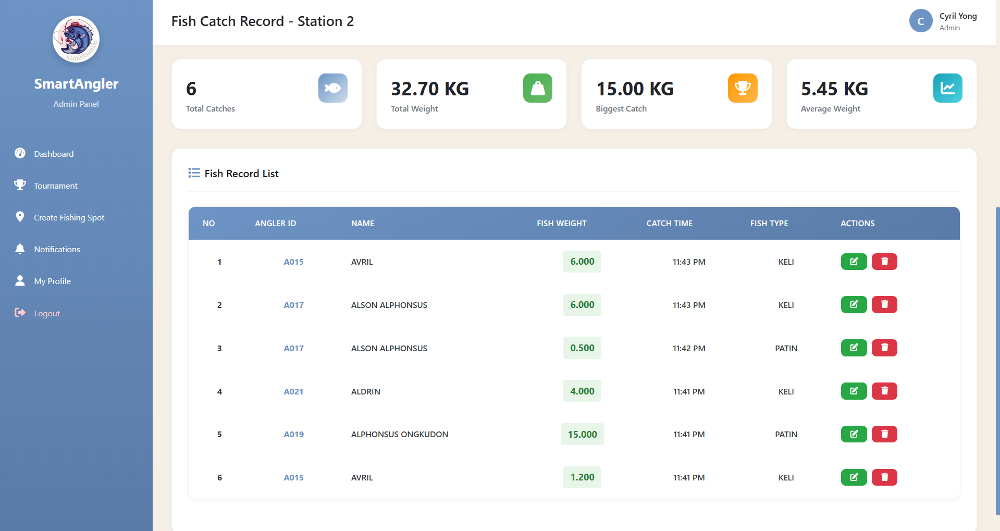 SMARTANGLER
SmartAngler
Admin Panel
Dashboard
Tournament
Create Fishing Spot
Notifications
My Profile
Logout
Fish Catch Record - Station 2
C
Cyril Yong
Admin
6
Total Catches
32.70 KG
Total Weight
15.00 KG
Biggest Catch
5.45 KG
Average Weight
Fish Record List
NO ANGLER ID NAME FISH WEIGHT CATCH TIME FISH TYPE ACTIONS
1 A015 AVRIL 6.000 11:43 PM KELI
2 A017 ALSON ALPHONSUS 6.000 11:43 PM KELI
3 A017 ALSON ALPHONSUS 0.500 11:42 PM PATIN
4 A021 ALDRIN 4.000 11:41 PM KELI
5 A019 ALPHONSUS ONGKUDON 15.000 11:41 PM PATIN
6 A015 AVRIL 1.200 11:41 PM KELI